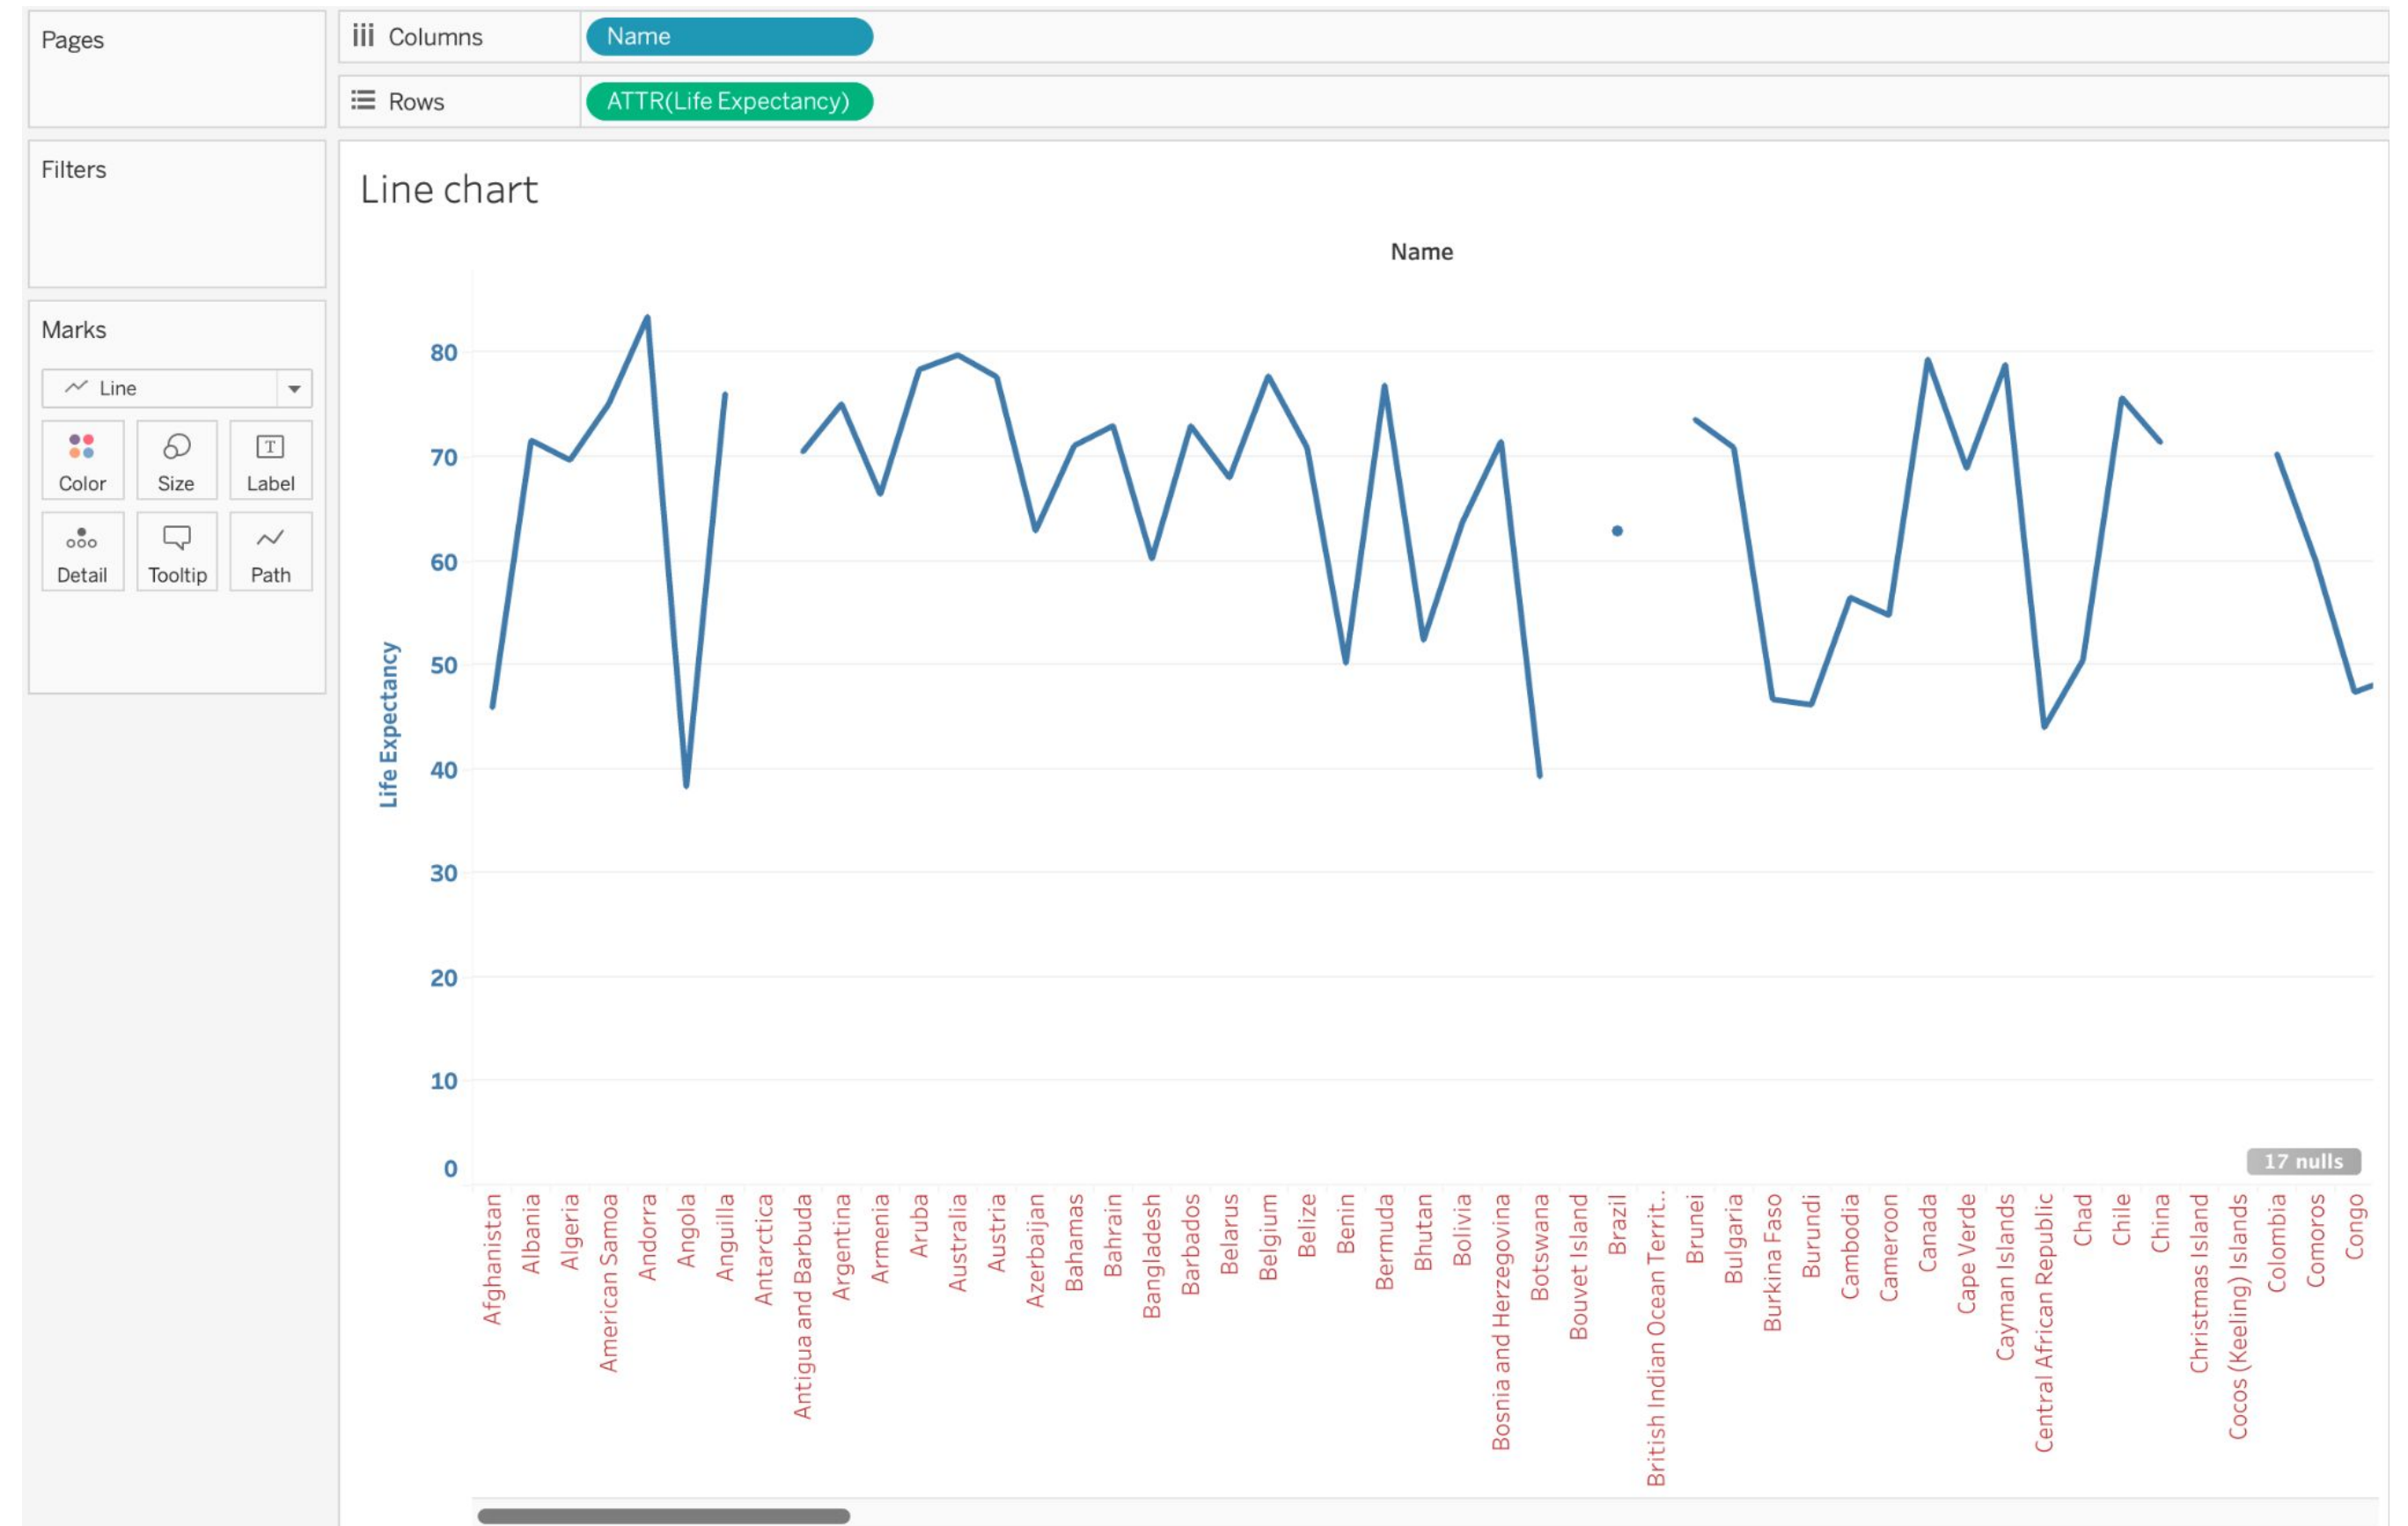 Pages
Columns
Name
Rows
ATTR(Life Expectancy)
Filters
Marks
Line
Color
Size
T
Label
Detail
Tooltip
Path
Line chart
Name
Life Expectancy
80
70
60
50
40
30
20
10
0
17 nulls
Afghanistan
Albania
Algeria
American Samoa
Andorra
Angola
Anguilla
Antarctica
Antigua and Barbuda
Argentina
Armenia
Aruba
Australia
Austria
Azerbaijan
Bahamas
Bahrain
Bangladesh
Barbados
Belarus
Belgium
Belize
Benin
Bermuda
Bhutan
Bolivia
Bosnia and Herzegovina
Botswana
Bouvet Island
Brazil
British Indian Ocean Territ..
Brunei
Bulgaria
Burkina Faso
Burundi
Cambodia
Cameroon
Canada
Cape Verde
Cayman Islands
Central African Republic
Chad
Chile
China
Christmas Island
Cocos (Keeling) Islands
Colombia
Comoros
Congo